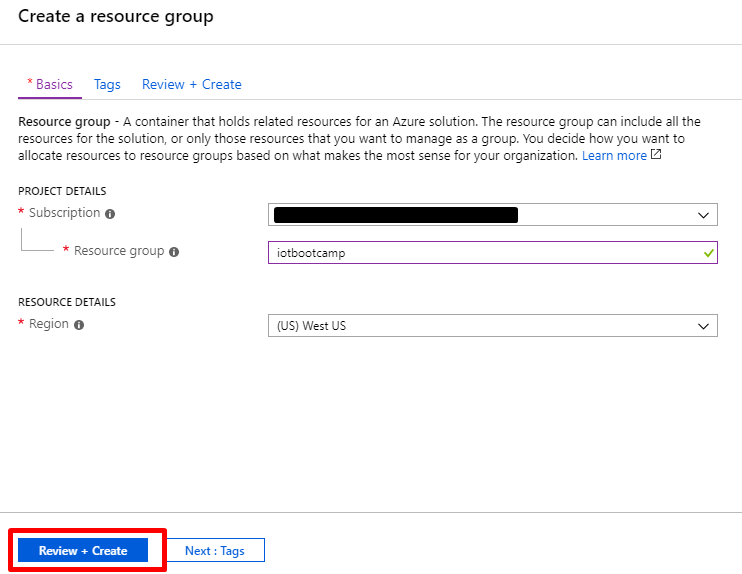 Create a resource group
* Basics Tags Review + Create
Resource group - A container that holds related resources for an Azure solution. The resource group can include all the
resources for the solution, or only those resources that you want to manage as a group. You decide how you want to
allocate resources to resource groups based on what makes the most sense for your organization. Learn more
PROJECT DETAILS
* Subscription
* Resource group iotbootcamp
RESOURCE DETAILS
* Region (US) West US
Review + Create Next : Tags